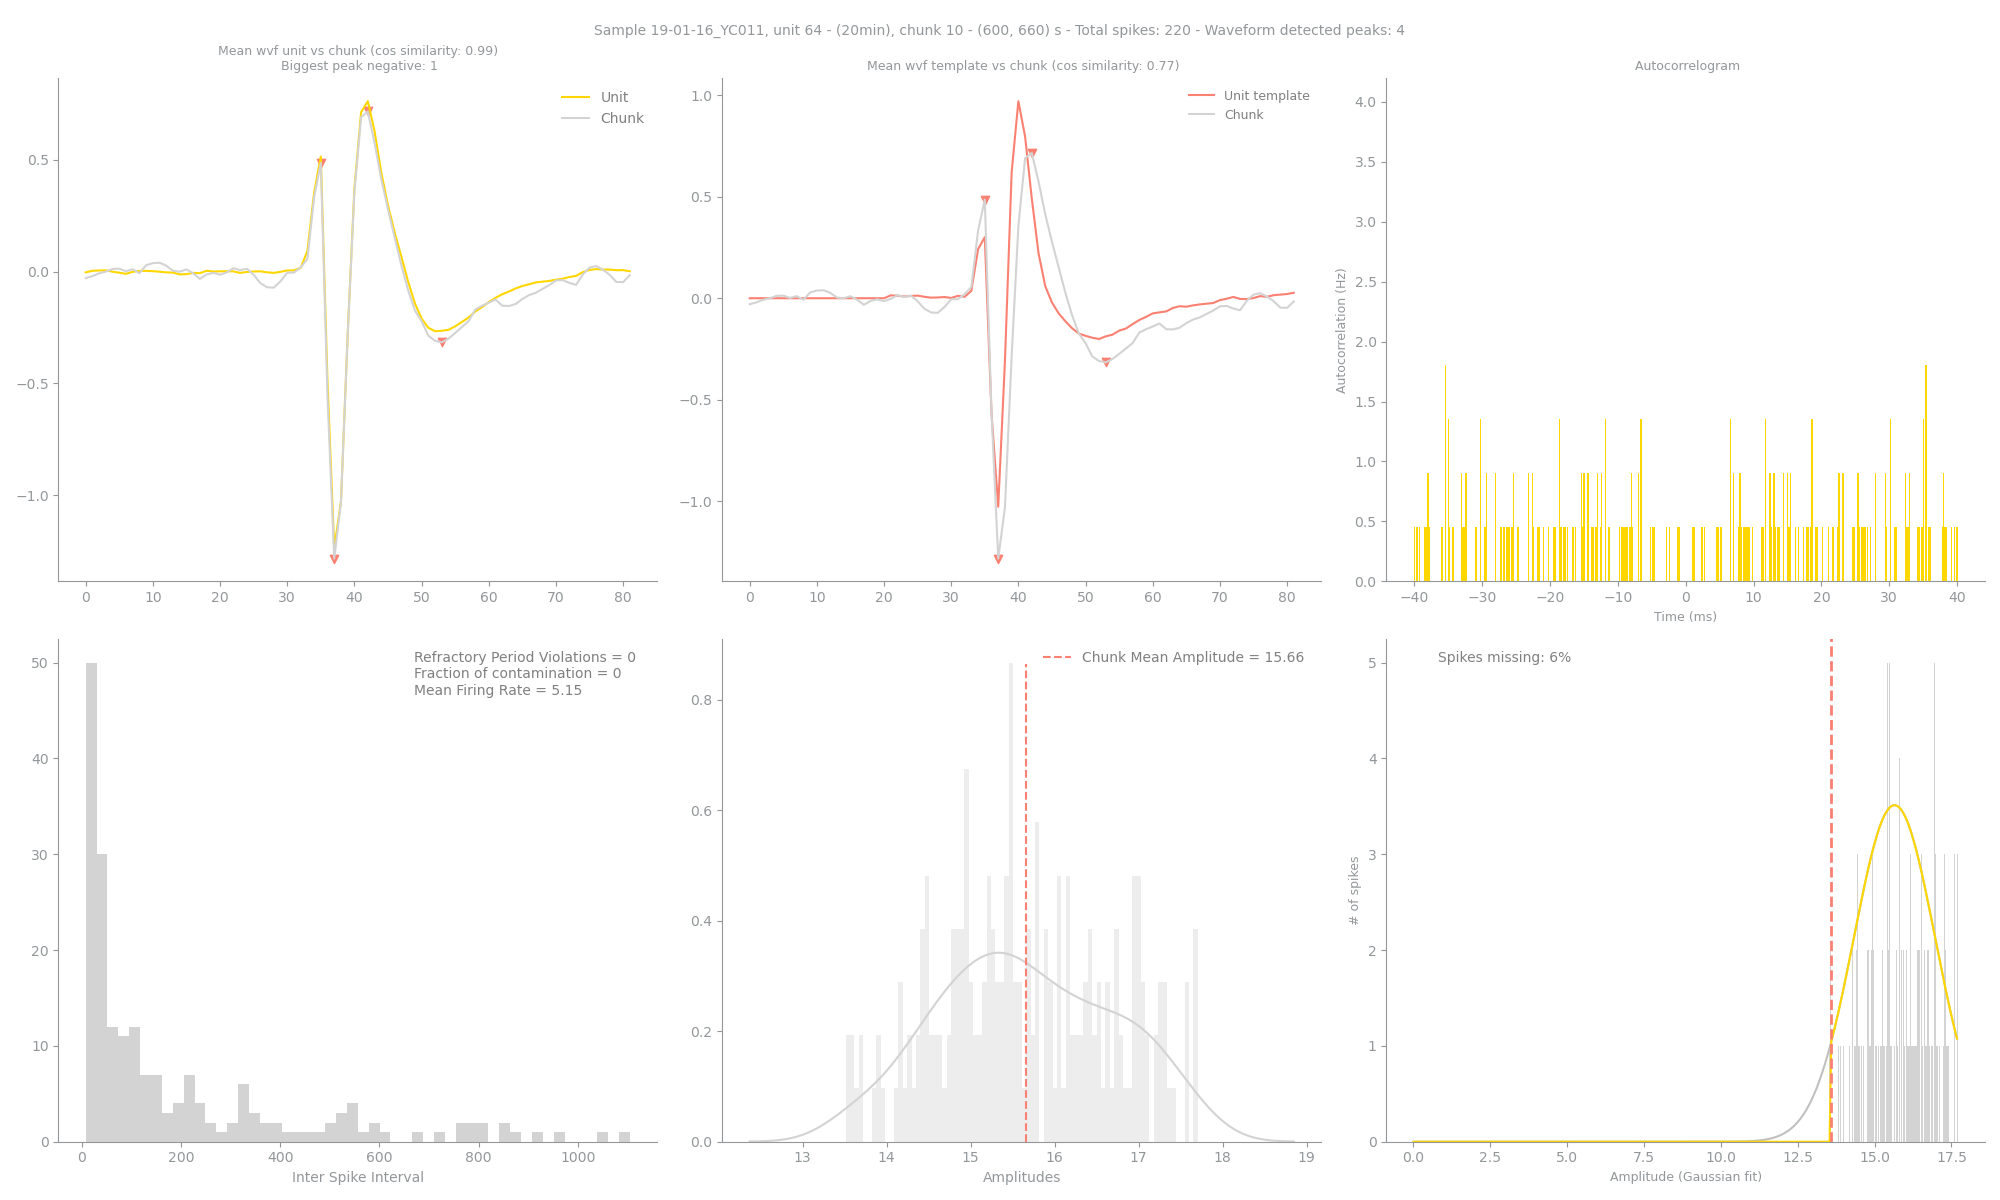 Sample 19-01-16_YC011, unit 64 - (20min), chunk 10 - (600, 660) s - Total spikes: 220 - Waveform detected peaks: 4
Mean wvf unit vs chunk (cos similarity: 0.99)
Biggest peak negative: 1
Unit
Chunk
0.5
0.0
−0.5
−1.0
0 10 20 30 40 50 60 70 80
Mean wvf template vs chunk (cos similarity: 0.77)
Unit template
Chunk
1.0
0.5
0.0
−0.5
−1.0
0 10 20 30 40 50 60 70 80
Autocorrelogram
4.0
3.5
3.0
2.5
2.0
1.5
1.0
0.5
0.0
Autocorrelation (Hz)
−40 −30 −20 −10 0 10 20 30 40
Time (ms)
Refractory Period Violations = 0
Fraction of contamination = 0
Mean Firing Rate = 5.15
50
40
30
20
10
0
0 200 400 600 800 1000
Inter Spike Interval
Chunk Mean Amplitude = 15.66
0.8
0.6
0.4
0.2
0.0
13 14 15 16 17 18 19
Amplitudes
Spikes missing: 6%
5
4
3
2
1
0
# of spikes
0.0 2.5 5.0 7.5 10.0 12.5 15.0 17.5
Amplitude (Gaussian fit)